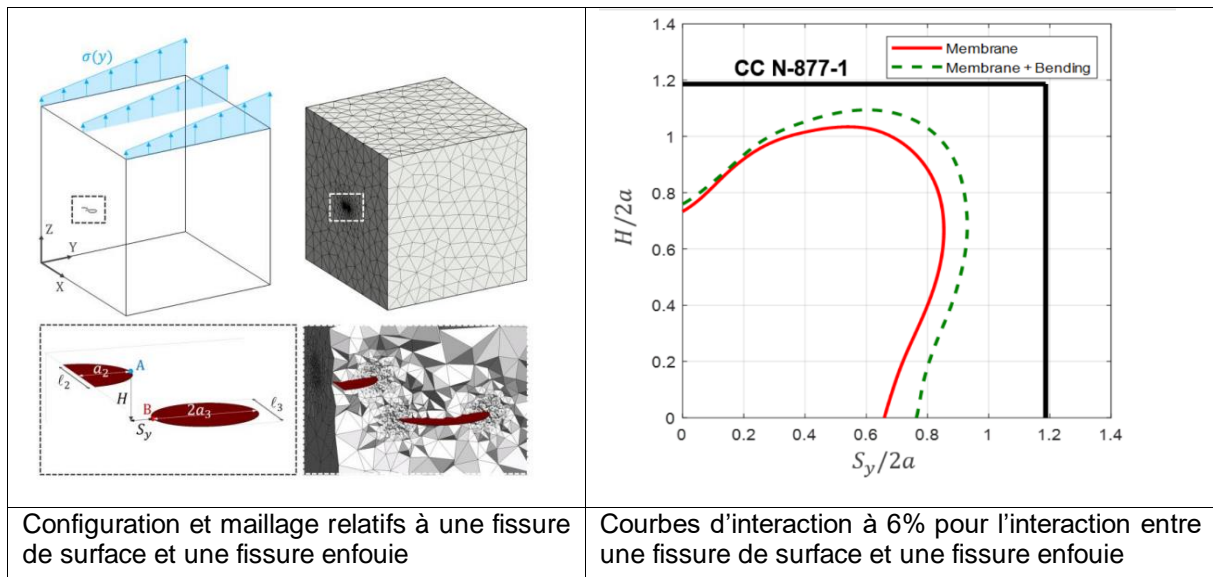 σ(y)
Z
Y
X
a₂
A
ℓ₂
H
B
2a₃
ℓ₃
S_y
1.4
1.2
1
0.8
0.6
0.4
0.2
0
H/2a
CC N-877-1
Membrane
Membrane + Bending
0 0.2 0.4 0.6 0.8 1 1.2 1.4
S_y/2a
Configuration et maillage relatifs à une fissure
de surface et une fissure enfouie
Courbes d'interaction à 6% pour l'interaction entre
une fissure de surface et une fissure enfouie